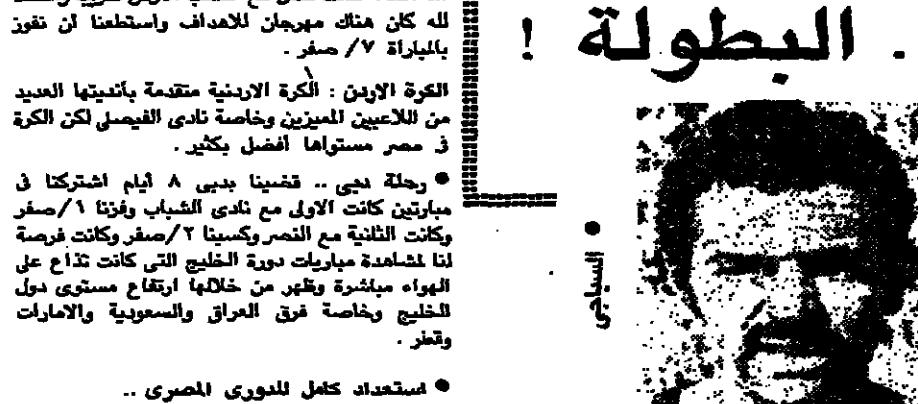 . البطولة !
لله كان هناك مهرجان للاهداف واستطعنا ان نفوز
بالمباراة ٧/ صفر .
الكرة الاردن : الكرة الاردنية متقدمة بأنديتها العديد
من اللاعبين المميزين وخاصة نادى الفيصلى لكن الكرة
فى مصر مستواها أفضل بكثير .
● رحلة دبى .. قضينا بدبى ٨ أيام اشتركنا فى
مبارتين كانت الاولى مع نادى الشباب وفزنا ١/صفر
وكانت الثانية مع النصر وكسبنا ٢/صفر وكانت فرصة
لنا لمشاهدة مباريات دورة الخليج التى كانت تذاع على
الهواء مباشرة وظهر من خلالها ارتفاع مستوى دول
الخليج وخاصة فرق العراق والسعودية والامارات
وقطر .
● استعداد كامل للدورى المصرى ..
● السياجى